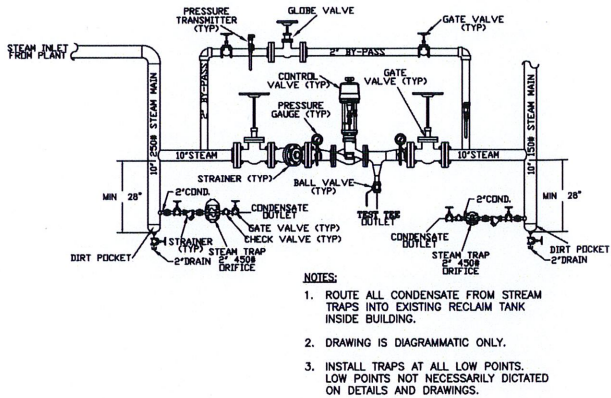 PRESSURE
TRANSMITTER
(TYP)
GLOBE VALVE
GATE VALVE
(TYP)
STEAM INLET
FROM PLANT
2" BY-PASS
2" BY-PASS
CONTROL
VALVE (TYP)
GATE
VALVE (TYP)
PRESSURE
GAUGE (TYP)
10" 250# STEAM MAIN
10" 250# STEAM MAIN
10"STEAM
10"STEAM
STRAINER (TYP)
BALL VALVE
(TYP)
TEST TEE
OUTLET
MIN 28"
MIN 28"
2"COND.
CONDENSATE
OUTLET
GATE VALVE (TYP)
CHECK VALVE (TYP)
STRAINER
(TYP)
STEAM TRAP
2" 450#
ORIFICE
DIRT POCKET
2"DRAIN
2"COND.
CONDENSATE
OUTLET
STEAM TRAP
2" 450#
ORIFICE
DIRT POCKET
2"DRAIN
NOTES:
1. ROUTE ALL CONDENSATE FROM STREAM
TRAPS INTO EXISTING RECLAIM TANK
INSIDE BUILDING.
2. DRAWING IS DIAGRAMMATIC ONLY.
3. INSTALL TRAPS AT ALL LOW POINTS.
LOW POINTS NOT NECESSARILY DICTATED
ON DETAILS AND DRAWINGS.